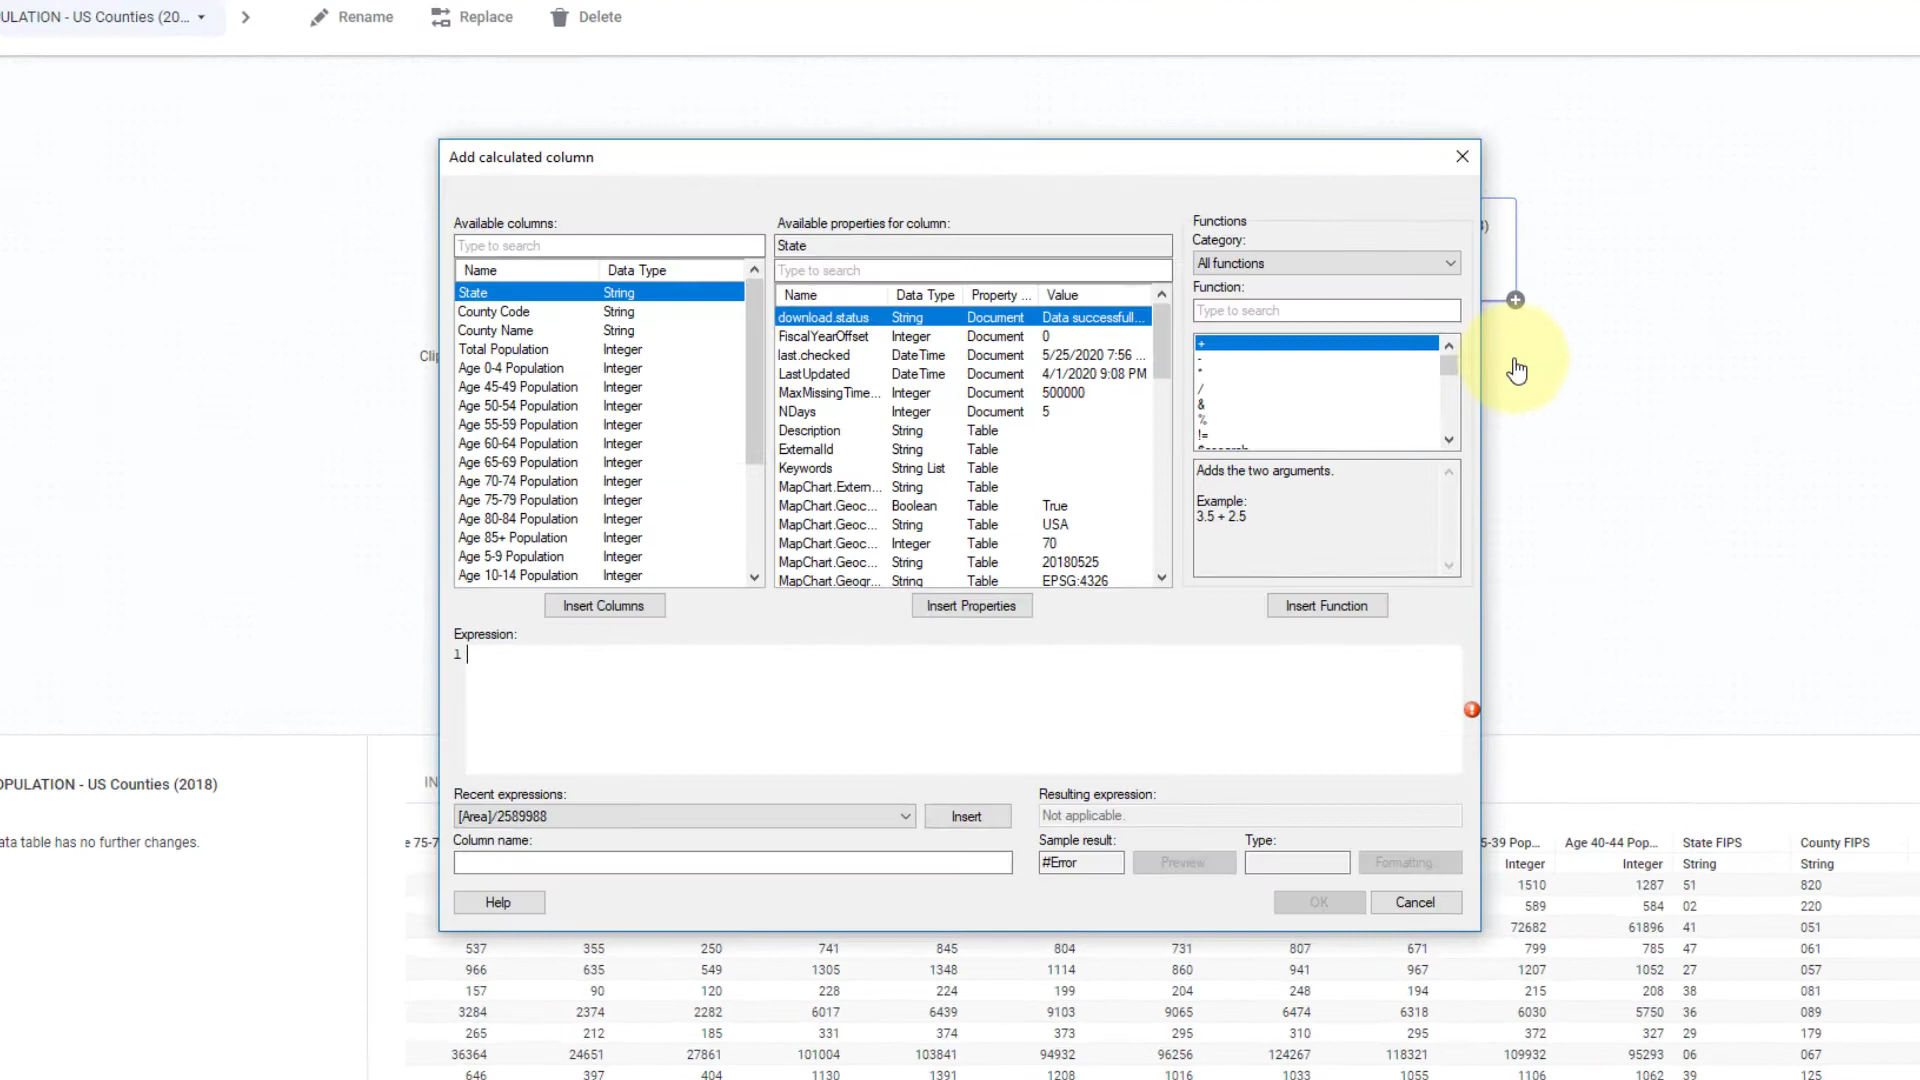 ULATION - US Counties (20... Rename Replace Delete
Add calculated column
Available columns:
Type to search
Name Data Type
State String
County Code String
County Name String
Total Population Integer
Age 0-4 Population Integer
Age 45-49 Population Integer
Age 50-54 Population Integer
Age 55-59 Population Integer
Age 60-64 Population Integer
Age 65-69 Population Integer
Age 70-74 Population Integer
Age 75-79 Population Integer
Age 80-84 Population Integer
Age 85+ Population Integer
Age 5-9 Population Integer
Age 10-14 Population Integer
Insert Columns
Available properties for column:
State
Type to search
Name Data Type Property ... Value
download.status String Document Data successfull...
FiscalYearOffset Integer Document 0
last.checked DateTime Document 5/25/2020 7:56 ...
LastUpdated DateTime Document 4/1/2020 9:08 PM
MaxMissingTime... Integer Document 500000
NDays Integer Document 5
Description String Table
ExternalId String Table
Keywords String List Table
MapChart.Extern... String Table
MapChart.Geoc... Boolean Table True
MapChart.Geoc... String Table USA
MapChart.Geoc... Integer Table 70
MapChart.Geoc... String Table 20180525
MapChart.Geogr... String Table EPSG:4326
Insert Properties
Functions
Category:
All functions
Function:
Type to search
+
-
*
/
&
%
!=
$csearch
Adds the two arguments.
Example:
3.5 + 2.5
Insert Function
Expression:
1
Recent expressions:
[Area]/2589988 Insert
Column name:
Resulting expression:
Not applicable.
Sample result: Type:
#Error Preview Formatting...
Help OK Cancel
Clip
3)
OPULATION - US Counties (2018)
ata table has no further changes.
IN
e 75-7 5-39 Pop... Age 40-44 Pop... State FIPS County FIPS
Integer Integer String String
1510 1287 51 820
589 584 02 220
72682 61896 41 051
537 355 250 741 845 804 731 807 671 799 785 47 061
966 635 549 1305 1348 1114 860 941 967 1207 1052 27 057
157 90 120 228 224 199 204 248 194 215 208 38 081
3284 2374 2282 6017 6439 9103 9065 6474 6318 6030 5750 36 089
265 212 185 331 374 373 295 310 295 372 327 29 179
36364 24651 27861 101004 103841 94932 96256 124267 118321 109932 95293 06 067
646 397 404 1130 1391 1208 1016 1033 1055 1106 1062 39 125